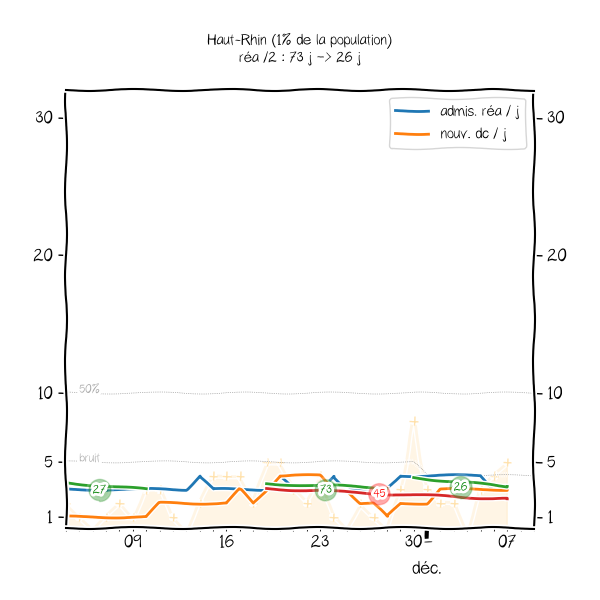 Haut-Rhin (1% de la population)
réa /2 : 73 j -> 26 j
admis. réa / j
nouv. dc / j
30 30
20 20
10 10
50%
5 5
bruit
27 73 45 26
1 1
09 16 23 30 07
déc.